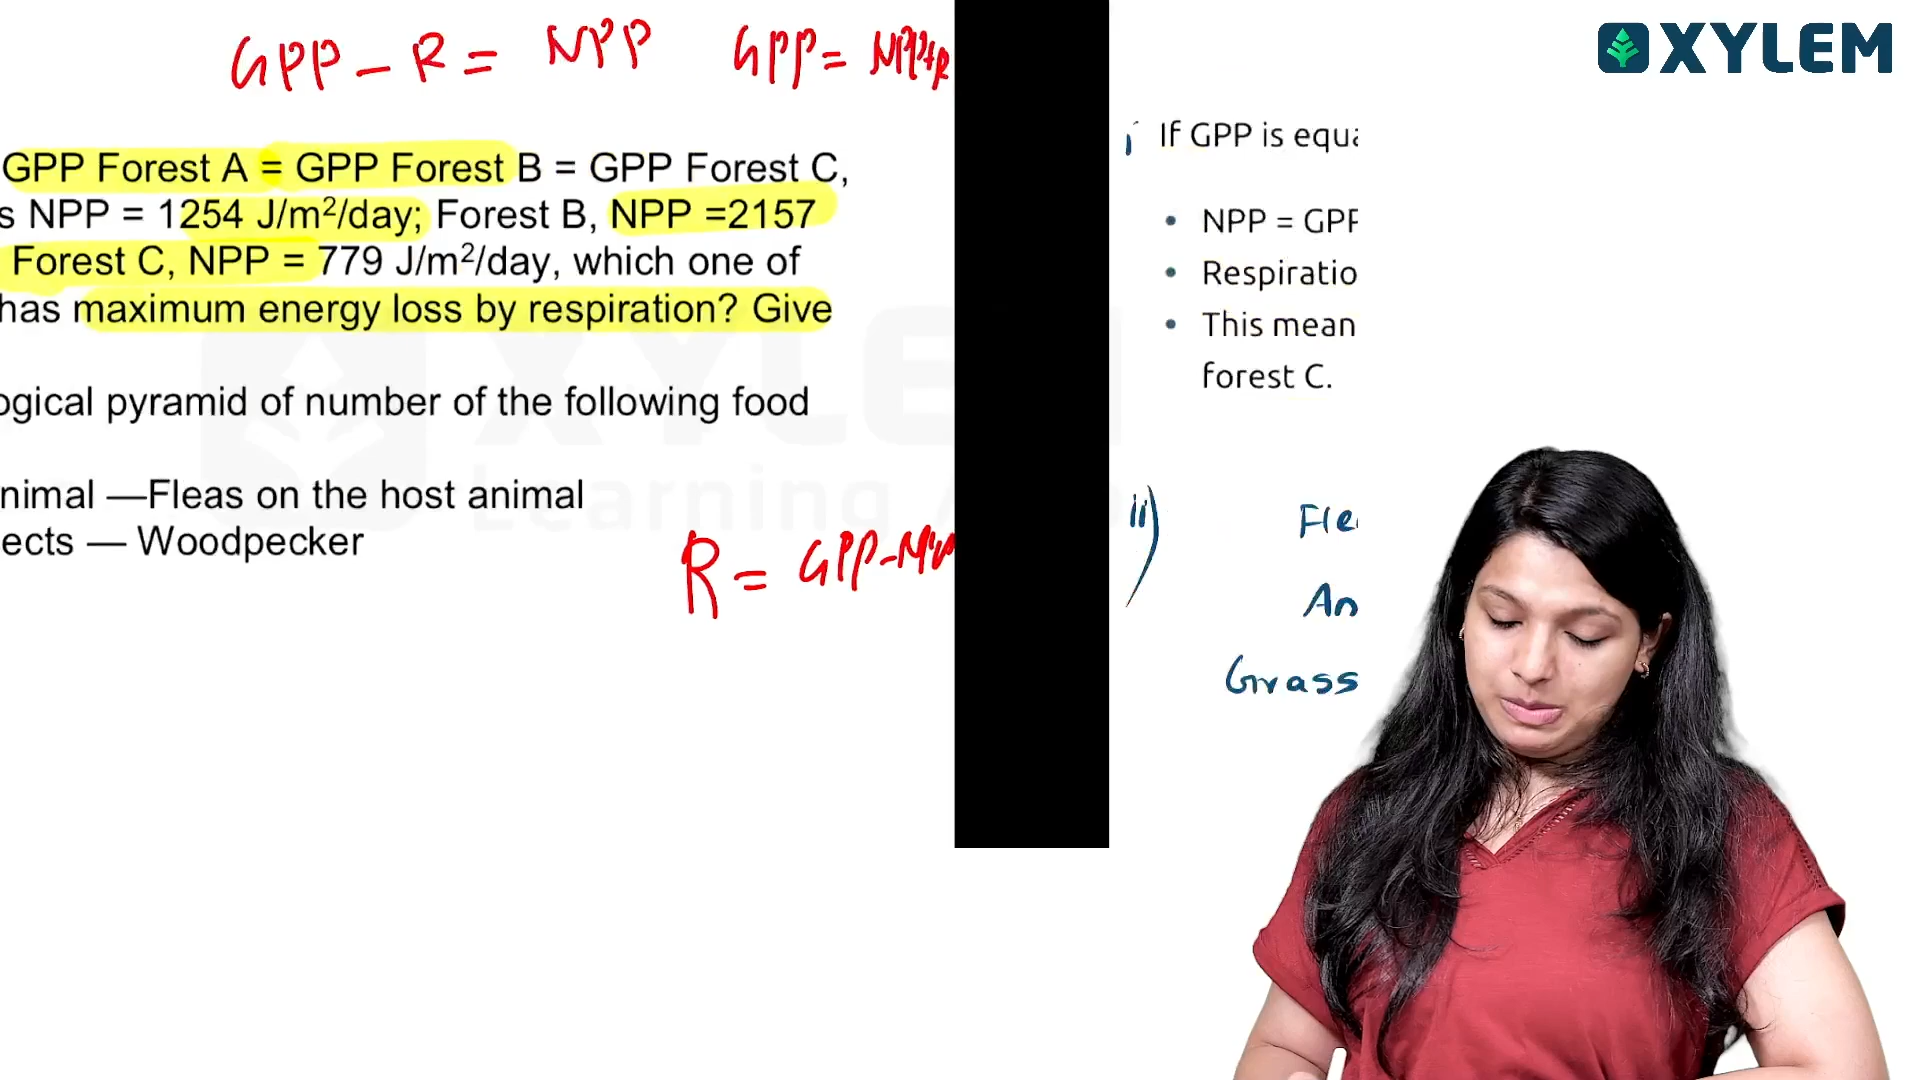 GPP - R = NPP
GPP = NPP+R
XYLEM
GPP Forest A = GPP Forest B = GPP Forest C,
s NPP = 1254 J/m²/day; Forest B, NPP =2157
Forest C, NPP = 779 J/m²/day, which one of
has maximum energy loss by respiration? Give
ogical pyramid of number of the following food
nimal —Fleas on the host animal
ects — Woodpecker
R = GPP-NPP
If GPP is equa
• NPP = GPP
• Respiratio
• This mean
forest C.
ii) Fle
An
Grass
XYLEM
Learning